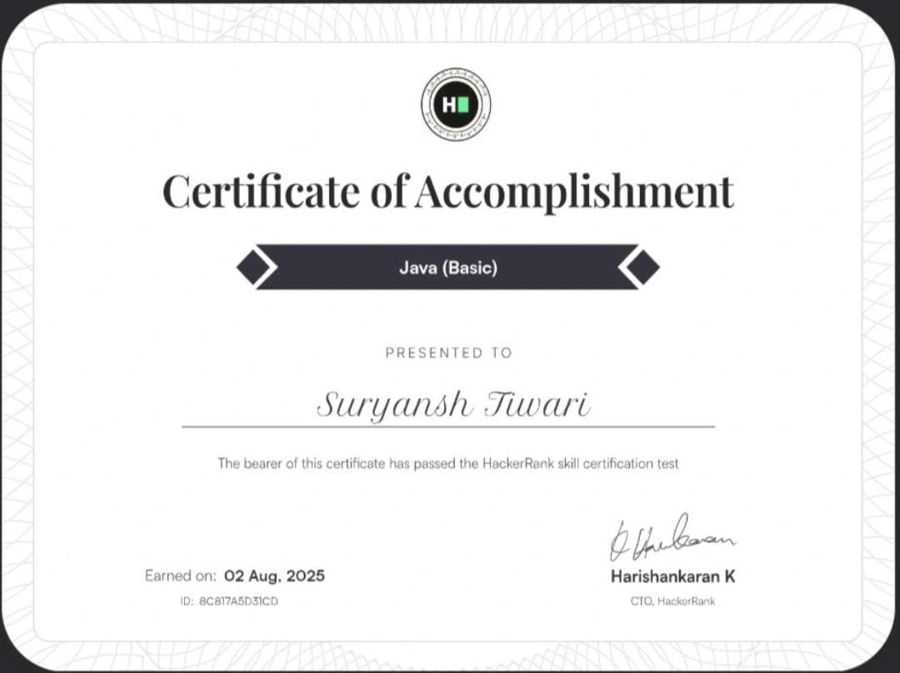 H
Certificate of Accomplishment
Java (Basic)
PRESENTED TO
Suryansh Tiwari
The bearer of this certificate has passed the HackerRank skill certification test
Earned on: 02 Aug, 2025
ID: 8C817A5D31CD
Harishankaran K
CTO, HackerRank